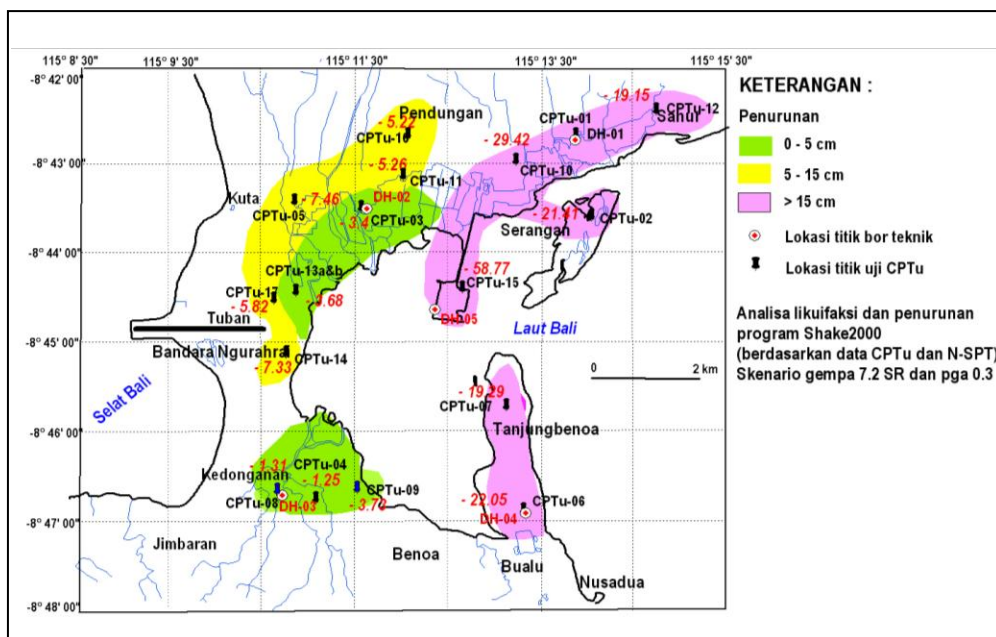 115° 8' 30"
115° 9' 30"
115° 11' 30"
115° 13' 30"
115° 15' 30"
-8° 42' 00"
-8° 43' 00"
-8° 44' 00"
-8° 45' 00"
-8° 46' 00"
-8° 47' 00"
-8° 48' 00"
Pendungan
- 5.22
CPTu-16
- 5.26
CPTu-11
- 19.15
CPTu-12
Sanur
CPTu-01
DH-01
- 29.42
CPTu-10
Kuta
- 7.46
CPTu-05
DH-02
CPTu-03
- 3.4
- 21.41
CPTu-02
Serangan
CPTu-13a&b
CPTu-17
.68
- 5.82
- 58.77
CPTu-15
DH-05
Tuban
Laut Bali
Bandara Ngurahra
CPTu-14
- 7.33
Selat Bali
0
2 km
- 19.29
CPTu-07
Tanjungbenoa
- 1.31
CPTu-04
Kedonganan
- 1.25
CPTu-09
CPTu-08
DH-03
- 3.73
- 22.05
CPTu-06
DH-04
Jimbaran
Benoa
Bualu
Nusadua
KETERANGAN :
Penurunan
0 - 5 cm
5 - 15 cm
> 15 cm
Lokasi titik bor teknik
Lokasi titik uji CPTu
Analisa likuifaksi dan penurunan
program Shake2000
(berdasarkan data CPTu dan N-SPT)
Skenario gempa 7.2 SR dan pga 0.3